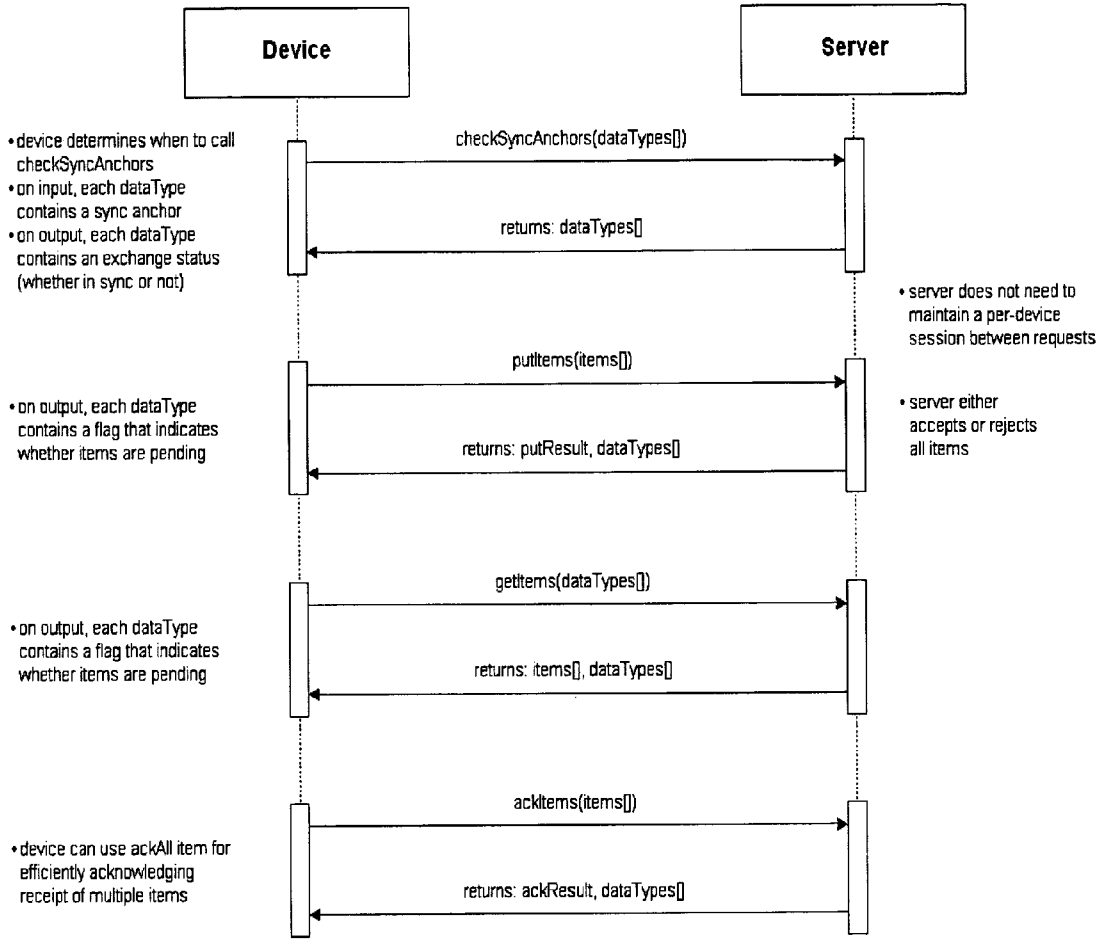 Device
Server
• device determines when to call
checkSyncAnchors
• on input, each dataType
contains a sync anchor
• on output, each dataType
contains an exchange status
(whether in sync or not)
checkSyncAnchors(dataTypes[])
returns: dataTypes[]
• server does not need to
maintain a per-device
session between requests
putItems(items[])
• on output, each dataType
contains a flag that indicates
whether items are pending
returns: putResult, dataTypes[]
• server either
accepts or rejects
all items
getItems(dataTypes[])
• on output, each dataType
contains a flag that indicates
whether items are pending
returns: items[], dataTypes[]
ackItems(items[])
• device can use ackAll item for
efficiently acknowledging
receipt of multiple items
returns: ackResult, dataTypes[]